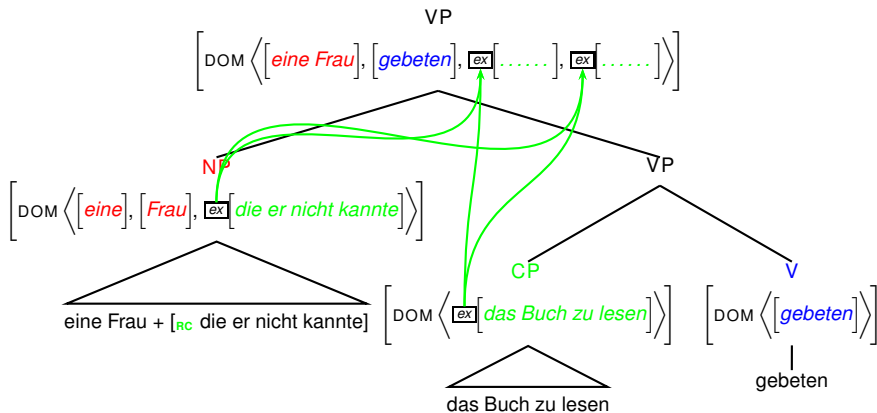 VP
[DOM ⟨[eine Frau], [gebeten], ex[......], ex[......]⟩]
NP
VP
[DOM ⟨[eine], [Frau], ex[die er nicht kannte]⟩]
CP
V
eine Frau + [RC die er nicht kannte]
[DOM ⟨ex[das Buch zu lesen]⟩]
[DOM ⟨[gebeten]⟩]
gebeten
das Buch zu lesen